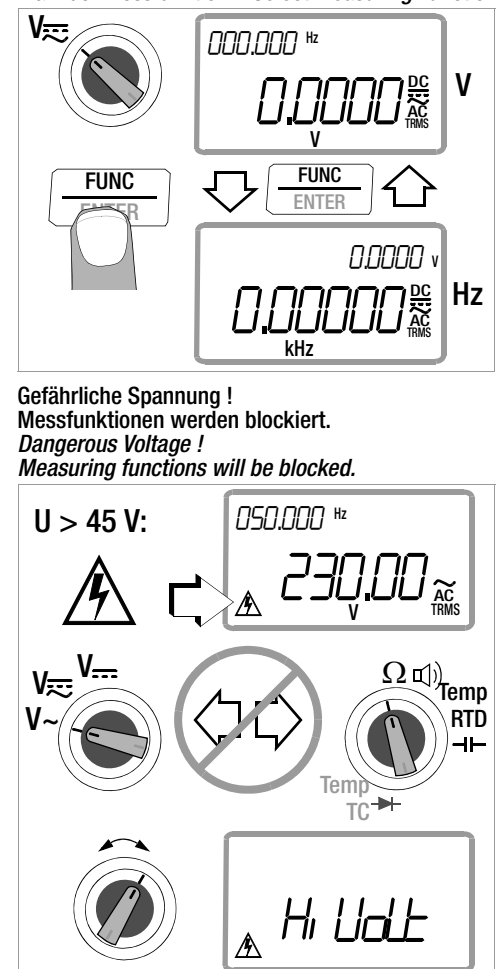 V
000.000 Hz
0.0000 DC AC TRMS V
V
FUNC
ENTER
FUNC
ENTER
0.0000 V
0.00000 DC AC TRMS Hz
kHz
Gefährliche Spannung !
Messfunktionen werden blockiert.
Dangerous Voltage !
Measuring functions will be blocked.
U > 45 V:
050.000 Hz
230.00 AC TRMS
V
V V
V~
Ω
Temp
RTD
Temp
TC
Hi Volt